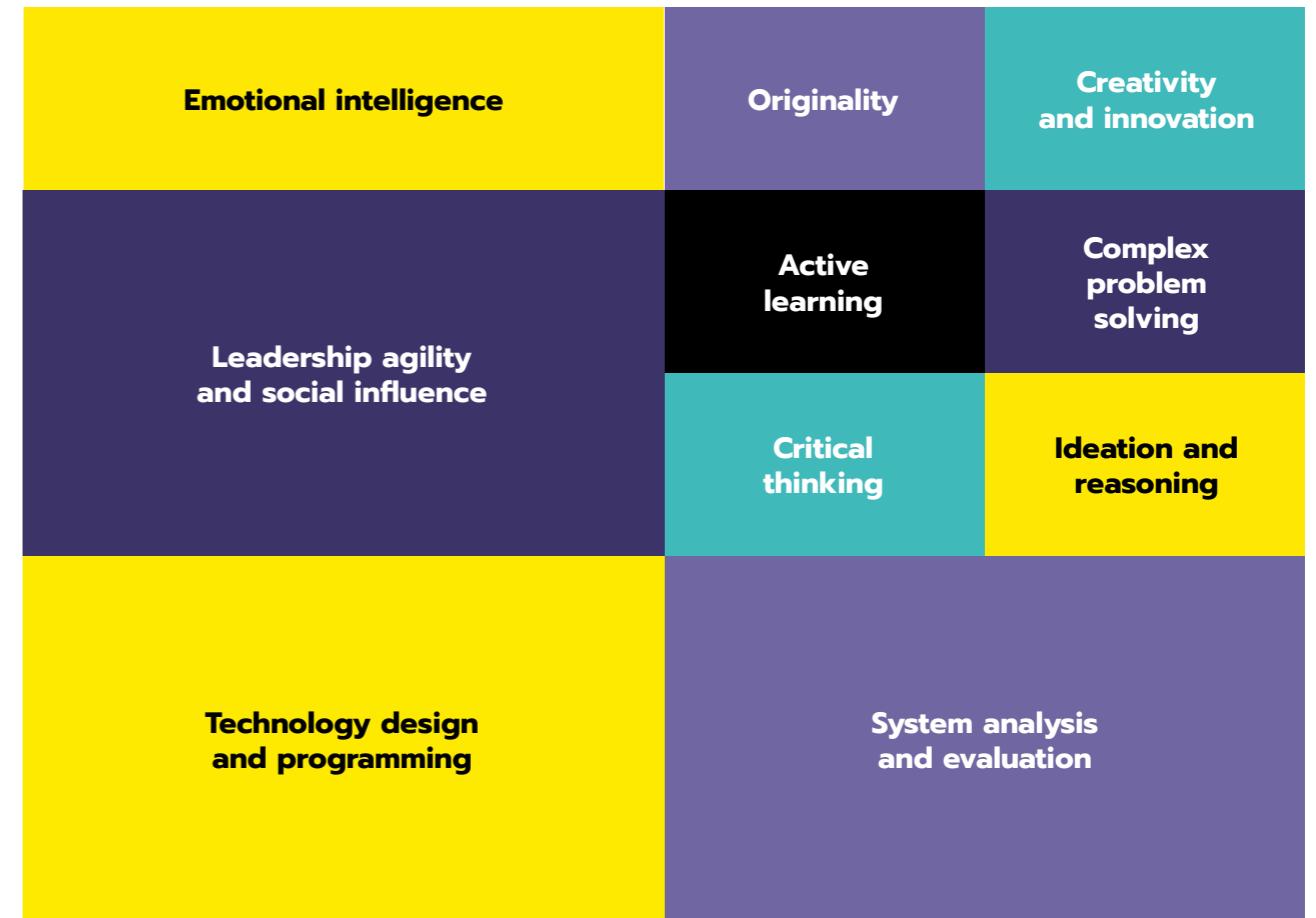 Emotional intelligence
Originality
Creativity
and innovation
Leadership agility
and social influence
Active
learning
Complex
problem
solving
Critical
thinking
Ideation and
reasoning
Technology design
and programming
System analysis
and evaluation